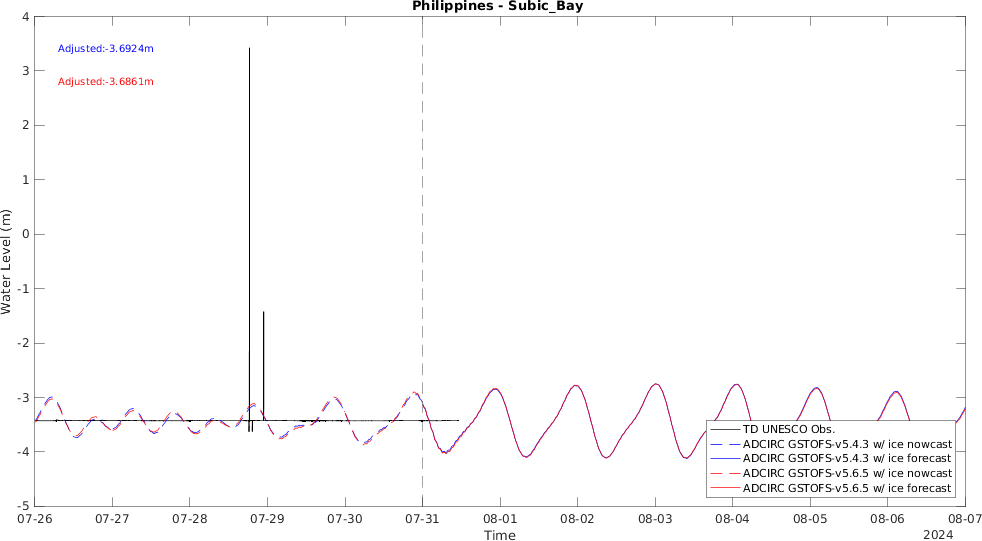 Philippines - Subic_Bay
Adjusted:-3.6924m
Adjusted:-3.6861m
4
3
2
1
0
-1
-2
-3
-4
-5
Water Level (m)
TD UNESCO Obs.
ADCIRC GSTOFS-v5.4.3 w/ ice nowcast
ADCIRC GSTOFS-v5.4.3 w/ ice forecast
ADCIRC GSTOFS-v5.6.5 w/ ice nowcast
ADCIRC GSTOFS-v5.6.5 w/ ice forecast
07-26 07-27 07-28 07-29 07-30 07-31 08-01 08-02 08-03 08-04 08-05 08-06 08-07
Time
2024